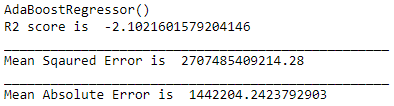 AdaBoostRegressor()
R2 score is  -2.1021601579204146
Mean Sqaured Error is  2707485409214.28
Mean Absolute Error is  1442204.2423792903